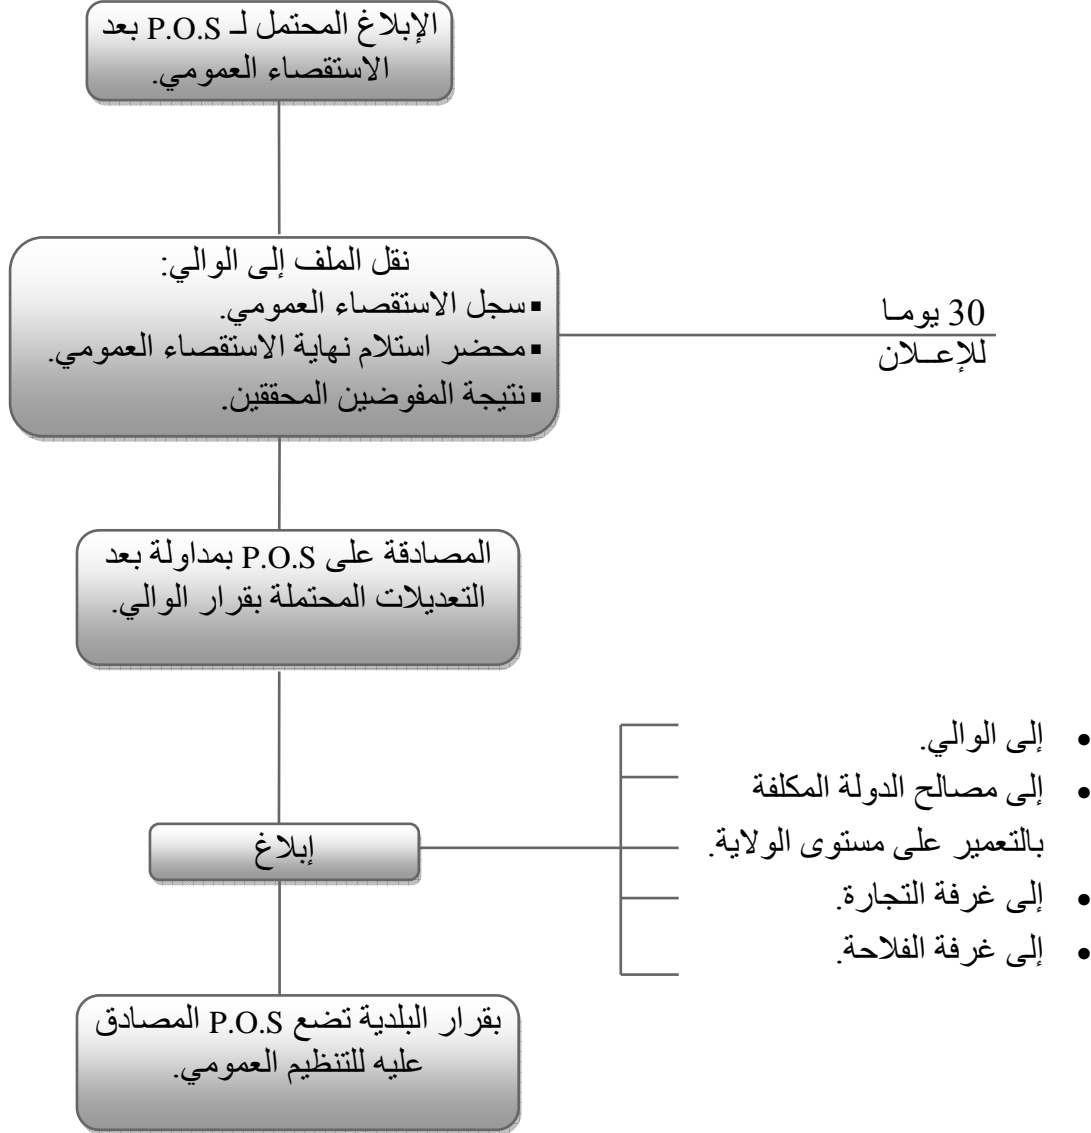 الإبلاغ المحتمل لـ P.O.S بعد
الاستقصاء العمومي.
نقل الملف إلى الوالي:
▪ سجل الاستقصاء العمومي.
▪ محضر استلام نهاية الاستقصاء العمومي.
▪ نتيجة المفوضين المحققين.
30 يومـا
للإعــلان
المصادقة على P.O.S بمداولة بعد
التعديلات المحتملة بقرار الوالي.
إبلاغ
• إلى الوالي.
• إلى مصالح الدولة المكلفة
بالتعمير على مستوى الولاية.
• إلى غرفة التجارة.
• إلى غرفة الفلاحة.
بقرار البلدية تضع P.O.S المصادق
عليه للتنظيم العمومي.